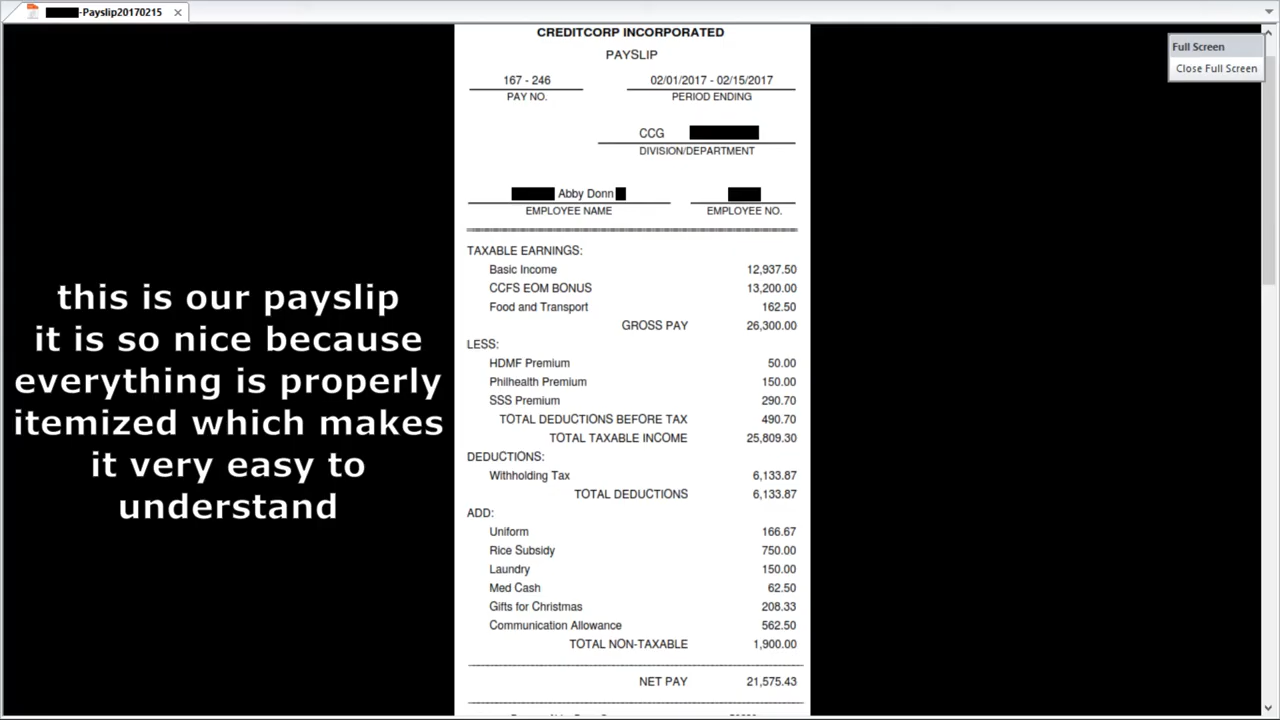 -Payslip20170215
Full Screen
Close Full Screen
CREDITCORP INCORPORATED
PAYSLIP
167 - 246 02/01/2017 - 02/15/2017
PAY NO. PERIOD ENDING
CCG
DIVISION/DEPARTMENT
Abby Donn
EMPLOYEE NAME EMPLOYEE NO.
TAXABLE EARNINGS:
Basic Income 12,937.50
CCFS EOM BONUS 13,200.00
Food and Transport 162.50
GROSS PAY 26,300.00
LESS:
HDMF Premium 50.00
Philhealth Premium 150.00
SSS Premium 290.70
TOTAL DEDUCTIONS BEFORE TAX 490.70
TOTAL TAXABLE INCOME 25,809.30
DEDUCTIONS:
Withholding Tax 6,133.87
TOTAL DEDUCTIONS 6,133.87
ADD:
Uniform 166.67
Rice Subsidy 750.00
Laundry 150.00
Med Cash 62.50
Gifts for Christmas 208.33
Communication Allowance 562.50
TOTAL NON-TAXABLE 1,900.00
NET PAY 21,575.43
this is our payslip
it is so nice because
everything is properly
itemized which makes
it very easy to
understand